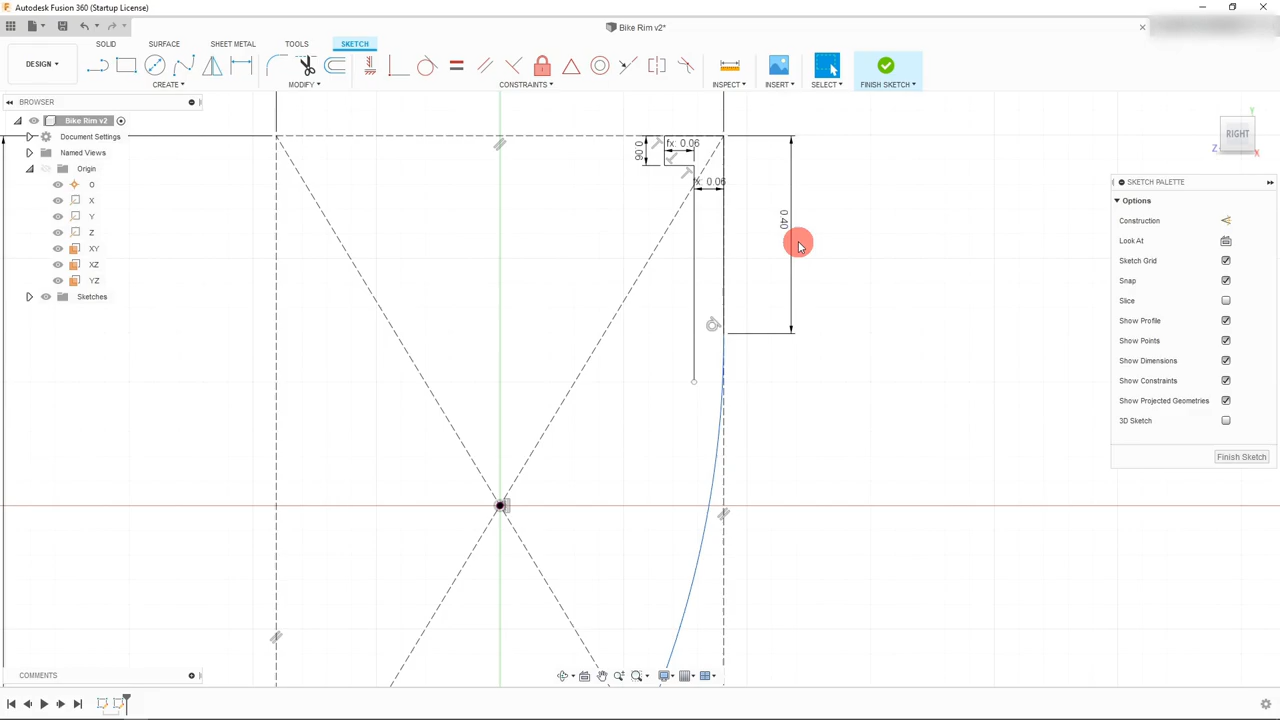 Autodesk Fusion 360 (Startup License)
Bike Rim v2*
DESIGN
SOLID SURFACE SHEET METAL TOOLS SKETCH
CREATE MODIFY CONSTRAINTS INSPECT INSERT SELECT FINISH SKETCH
BROWSER
Bike Rim v2
Document Settings
Named Views
Origin
O
X
Y
Z
XY
XZ
YZ
Sketches
fx: 0.06
0.06
fx: 0.06
0.40
Y
RIGHT
Z
X
SKETCH PALETTE
Options
Construction
Look At
Sketch Grid
Snap
Slice
Show Profile
Show Points
Show Dimensions
Show Constraints
Show Projected Geometries
3D Sketch
Finish Sketch
COMMENTS